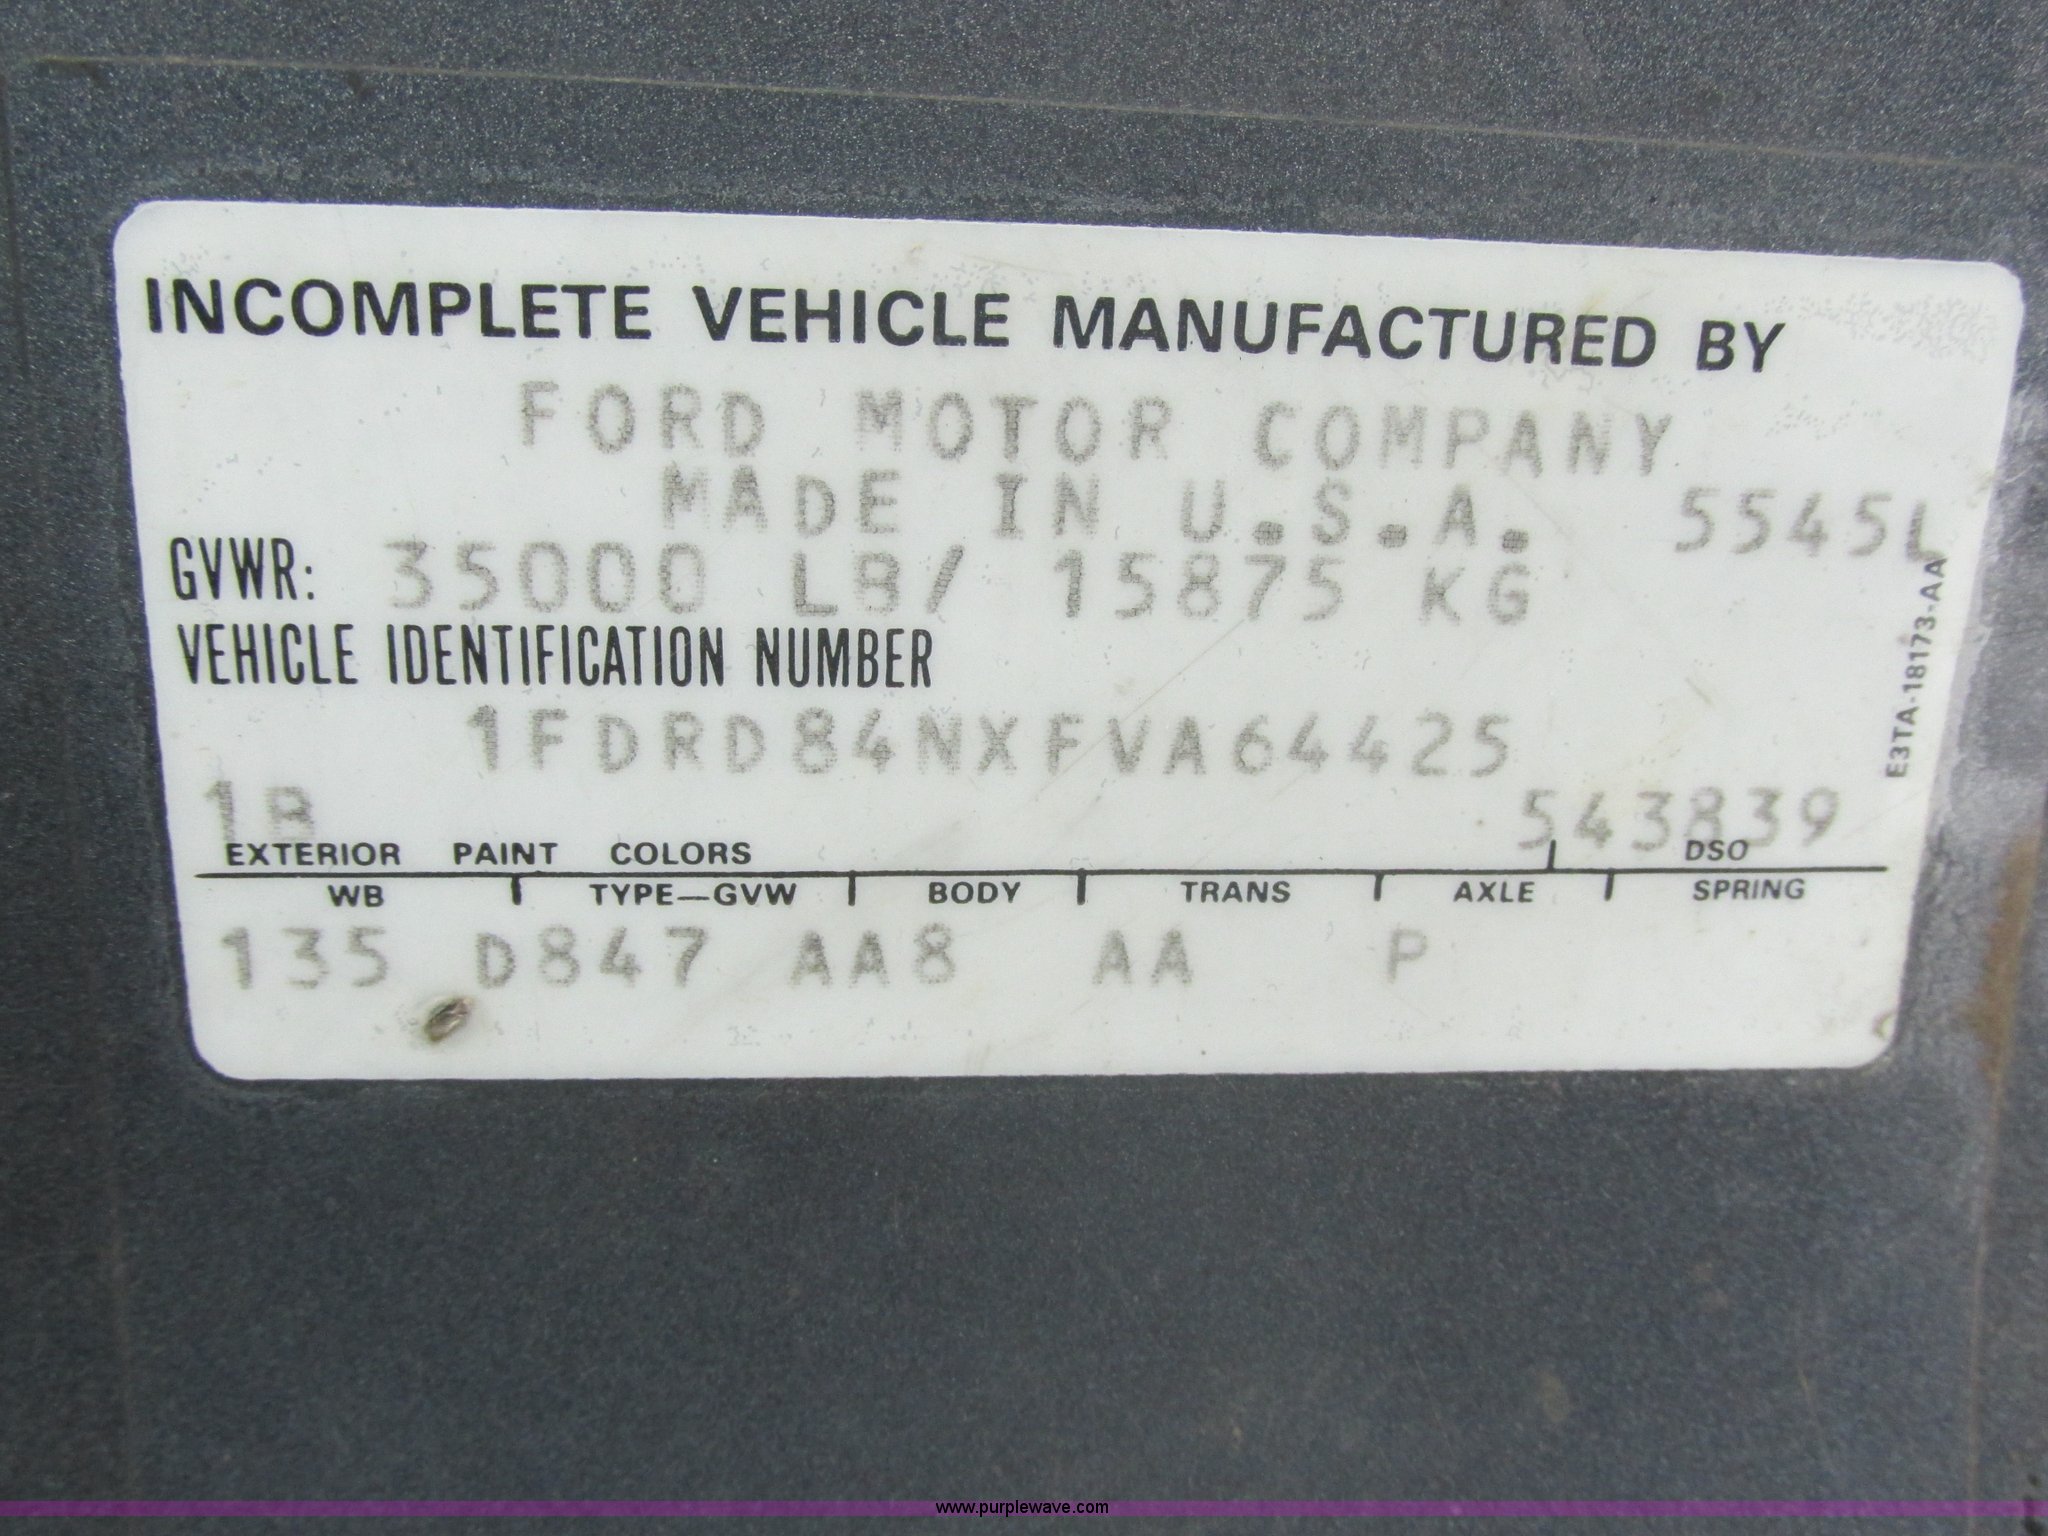 INCOMPLETE VEHICLE MANUFACTURED BY
FORD MOTOR COMPANY
MADE IN U.S.A. 5545L
GVWR: 35000 LB/ 15875 KG
VEHICLE IDENTIFICATION NUMBER
1FDRD84NXFVA64425
E3TA-18173-AA
1B 543839
EXTERIOR PAINT COLORS DSO
WB TYPE—GVW BODY TRANS AXLE SPRING
135 D847 AA8 AA P
www.purplewave.com